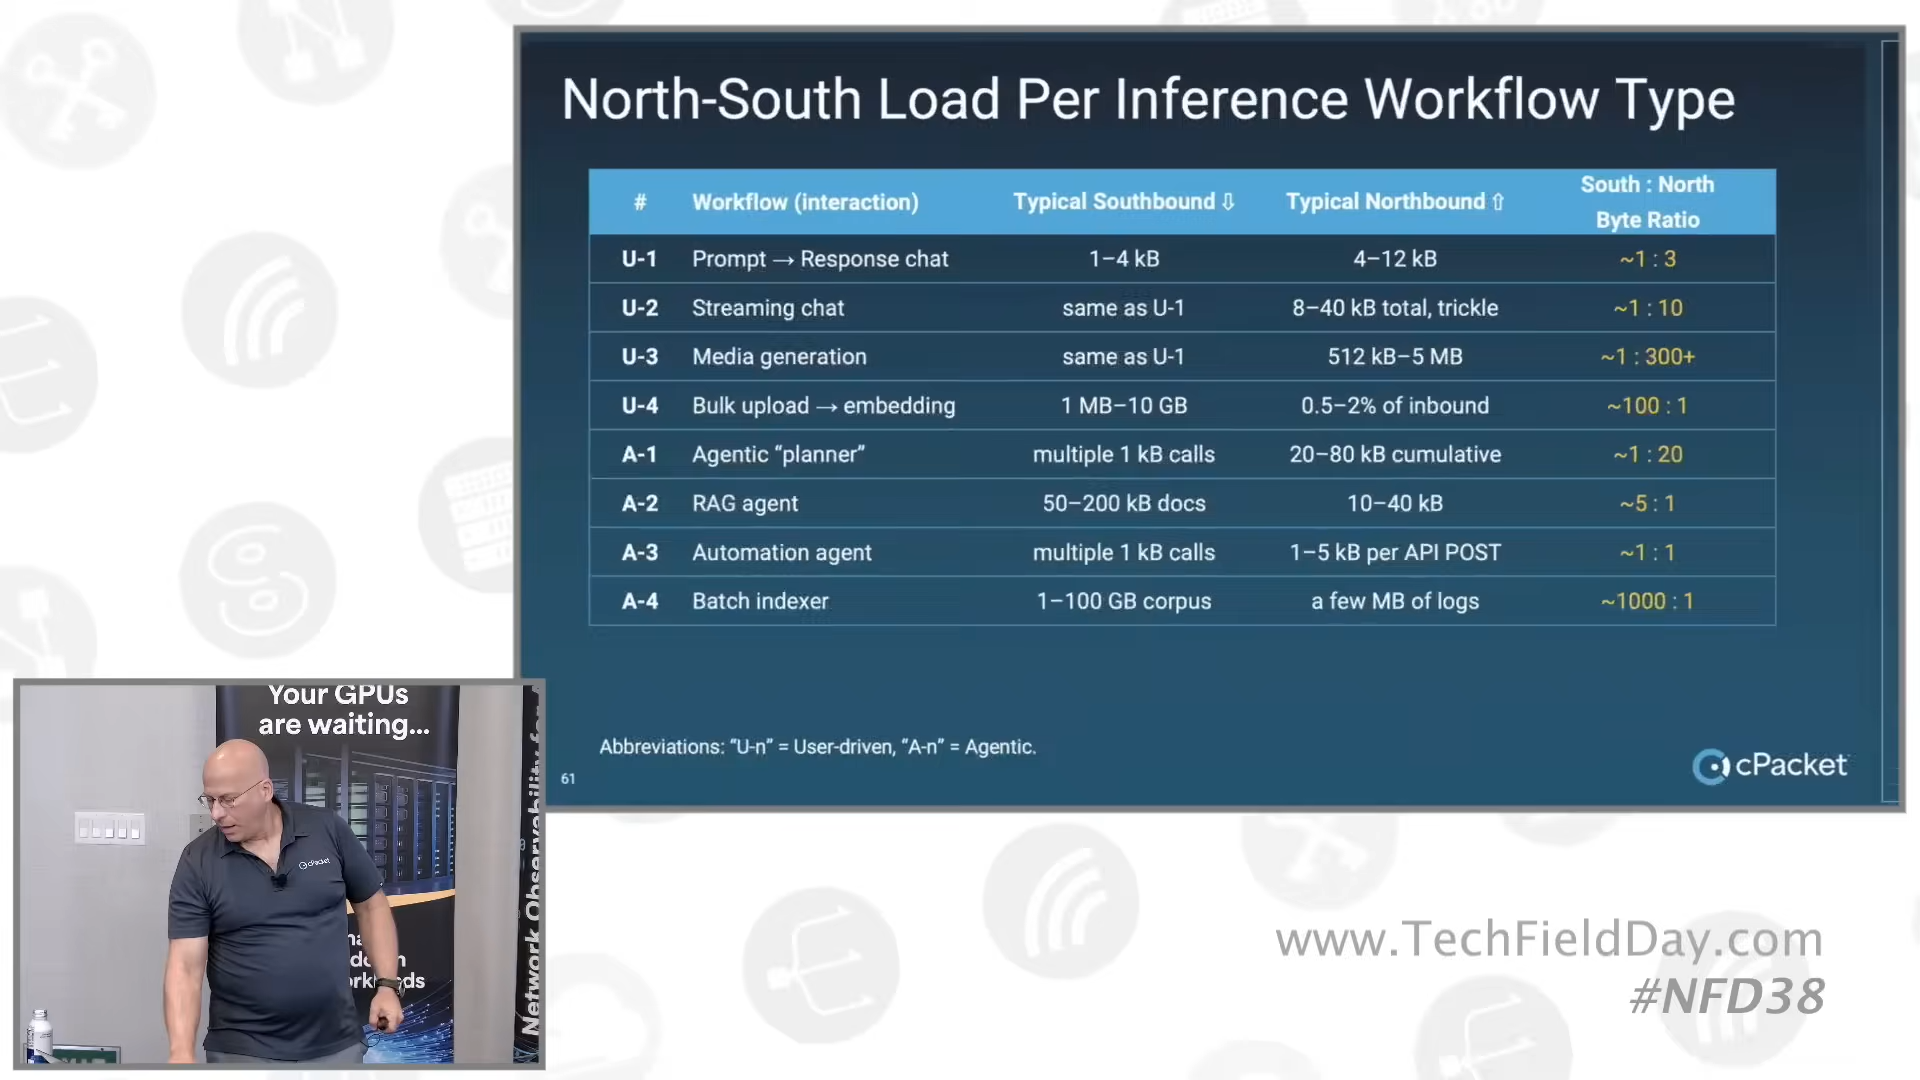 North-South Load Per Inference Workflow Type
# Workflow (interaction) Typical Southbound ⇩ Typical Northbound ⇧ South : North Byte Ratio
U-1 Prompt → Response chat 1–4 kB 4–12 kB ~1 : 3
U-2 Streaming chat same as U-1 8–40 kB total, trickle ~1 : 10
U-3 Media generation same as U-1 512 kB–5 MB ~1 : 300+
U-4 Bulk upload → embedding 1 MB–10 GB 0.5–2% of inbound ~100 : 1
A-1 Agentic “planner” multiple 1 kB calls 20–80 kB cumulative ~1 : 20
A-2 RAG agent 50–200 kB docs 10–40 kB ~5 : 1
A-3 Automation agent multiple 1 kB calls 1–5 kB per API POST ~1 : 1
A-4 Batch indexer 1–100 GB corpus a few MB of logs ~1000 : 1
Abbreviations: “U-n” = User-driven, “A-n” = Agentic.
61
cPacket
Your GPUs
are waiting...
cPacket
Network Observability for
www.TechFieldDay.com
#NFD38